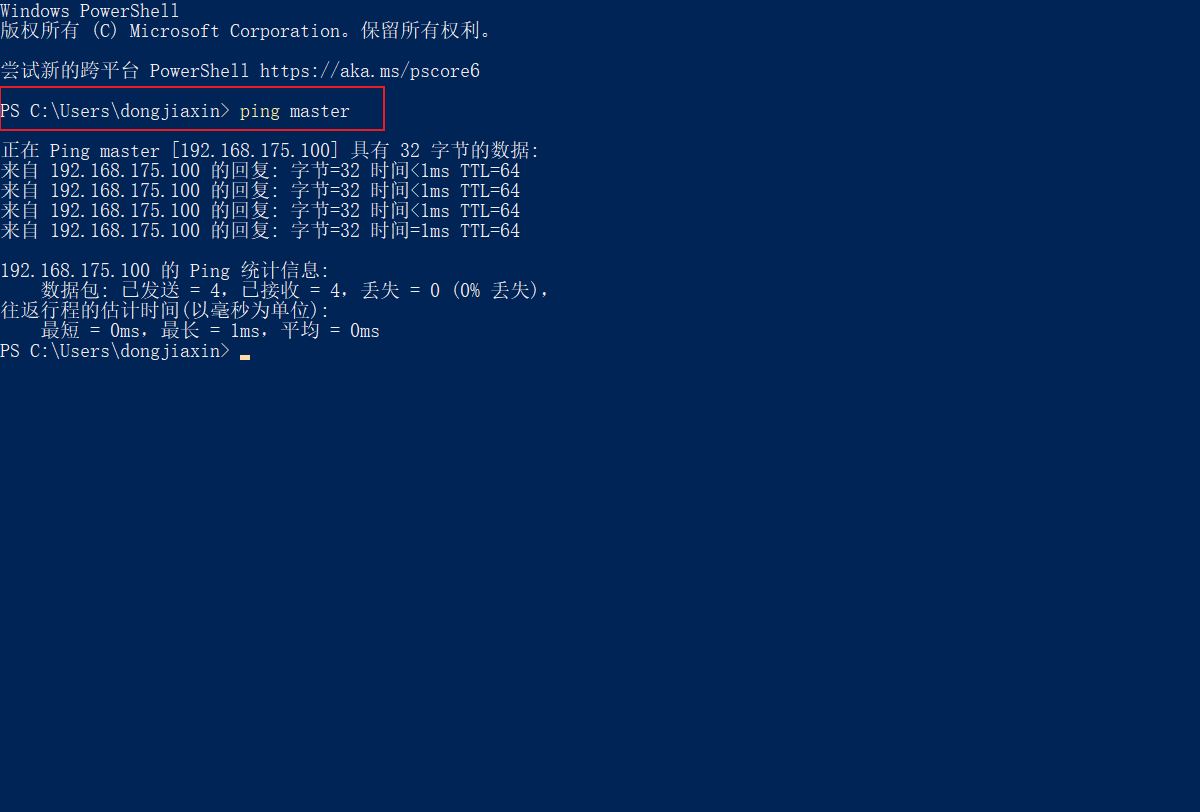 Windows PowerShell
版权所有 (C) Microsoft Corporation。保留所有权利。
尝试新的跨平台 PowerShell https://aka.ms/pscore6
PS C:\Users\dongjiaxin> ping master
正在 Ping master [192.168.175.100] 具有 32 字节的数据:
来自 192.168.175.100 的回复: 字节=32 时间<1ms TTL=64
来自 192.168.175.100 的回复: 字节=32 时间<1ms TTL=64
来自 192.168.175.100 的回复: 字节=32 时间<1ms TTL=64
来自 192.168.175.100 的回复: 字节=32 时间=1ms TTL=64
192.168.175.100 的 Ping 统计信息:
数据包: 已发送 = 4，已接收 = 4，丢失 = 0 (0% 丢失)，
往返行程的估计时间(以毫秒为单位):
最短 = 0ms，最长 = 1ms，平均 = 0ms
PS C:\Users\dongjiaxin>